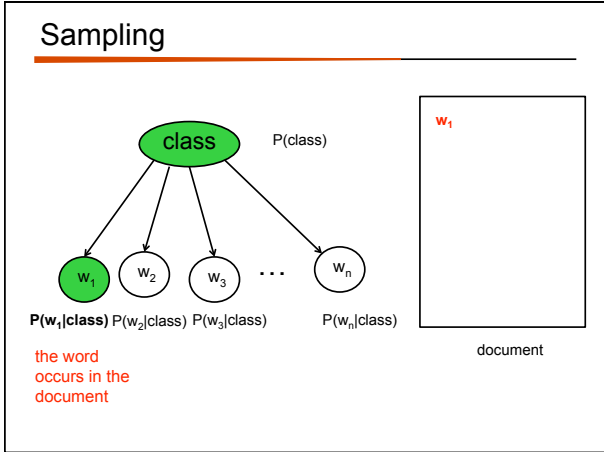 Sampling
class
P(class)
w₁
w₁ w₂ w₃ ... wₙ
P(w₁|class) P(w₂|class) P(w₃|class) P(wₙ|class)
document
the word
occurs in the
document